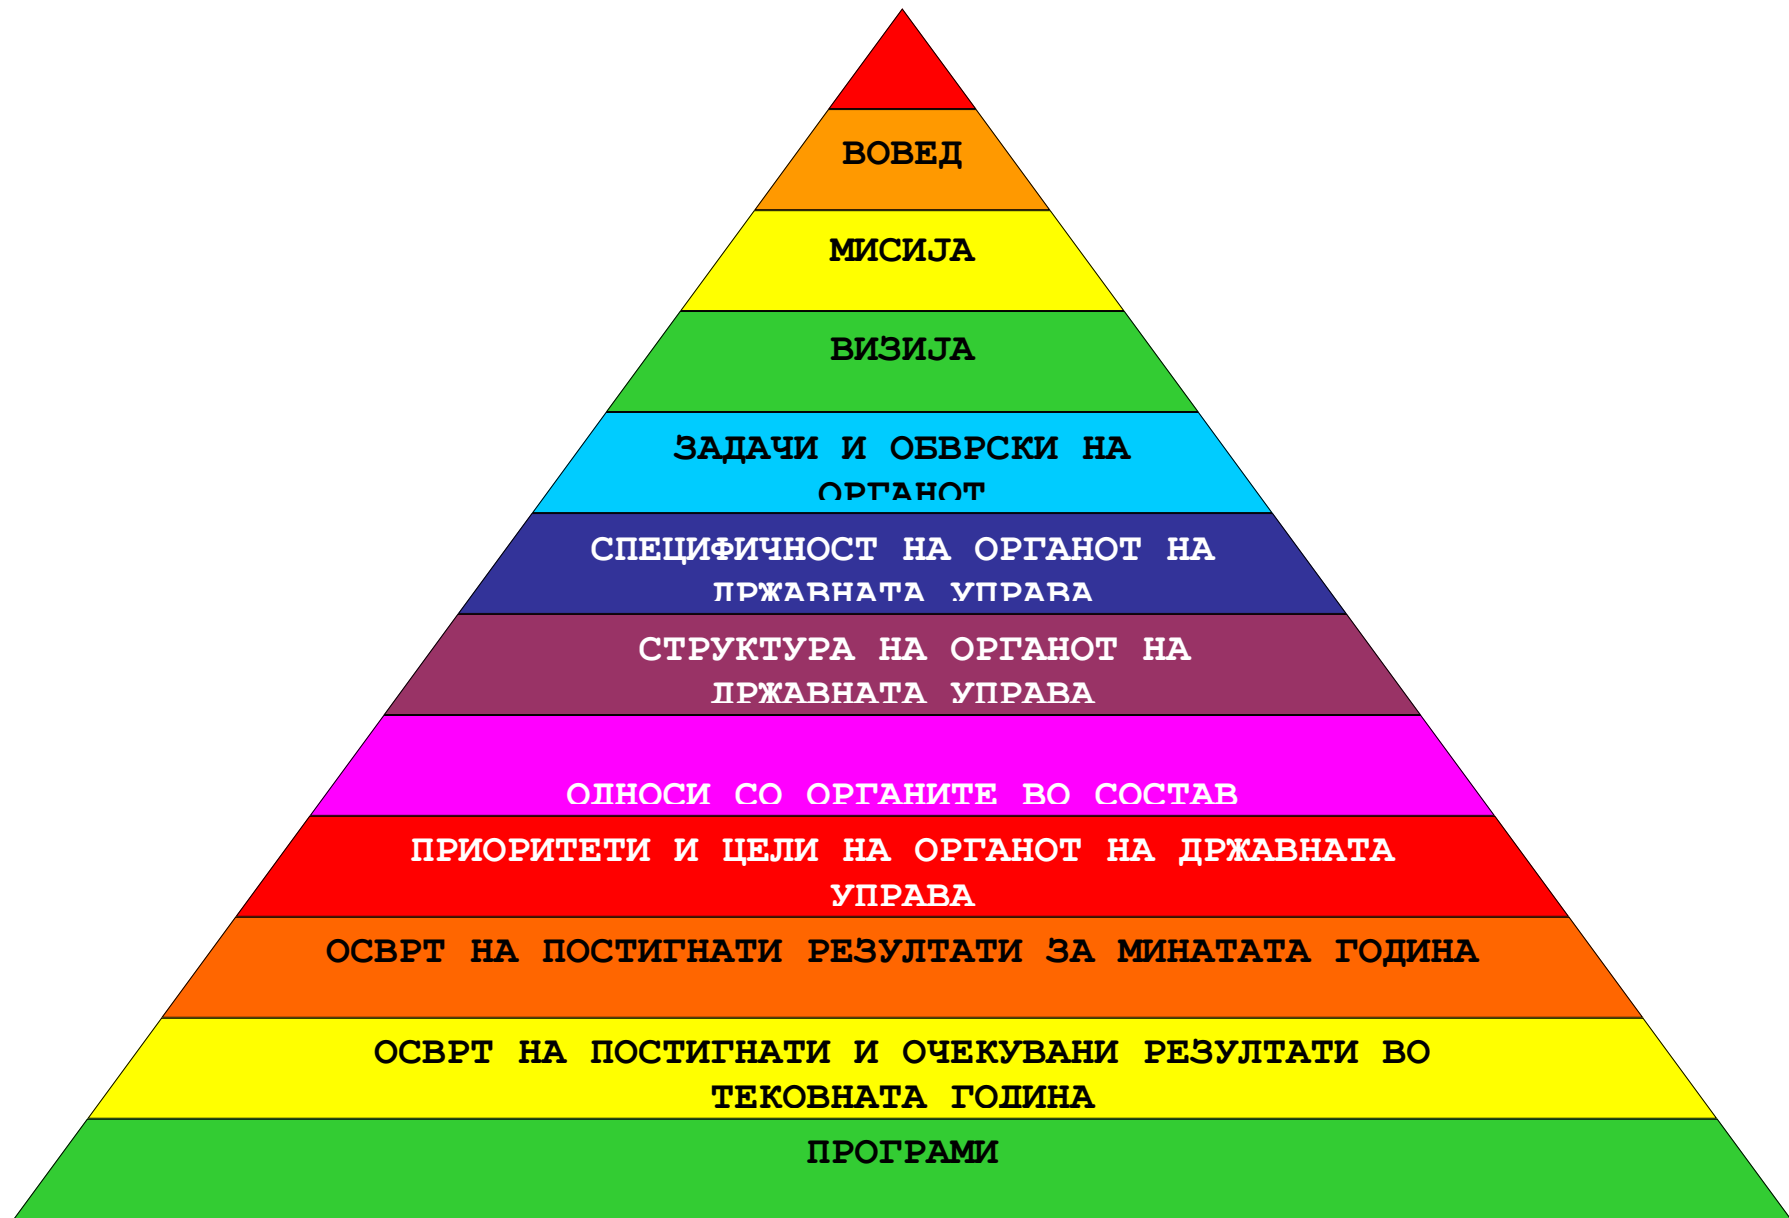 ВОВЕД
МИСИЈА
ВИЗИЈА
ЗАДАЧИ И ОБВРСКИ НА
ОРГАНОТ
СПЕЦИФИЧНОСТ НА ОРГАНОТ НА
ДРЖАВНАТА УПРАВА
СТРУКТУРА НА ОРГАНОТ НА
ДРЖАВНАТА УПРАВА
ОДНОСИ СО ОРГАНИТЕ ВО СОСТАВ
ПРИОРИТЕТИ И ЦЕЛИ НА ОРГАНОТ НА ДРЖАВНАТА
УПРАВА
ОСВРТ НА ПОСТИГНАТИ РЕЗУЛТАТИ ЗА МИНАТАТА ГОДИНА
ОСВРТ НА ПОСТИГНАТИ И ОЧЕКУВАНИ РЕЗУЛТАТИ ВО
ТЕКОВНАТА ГОДИНА
ПРОГРАМИ